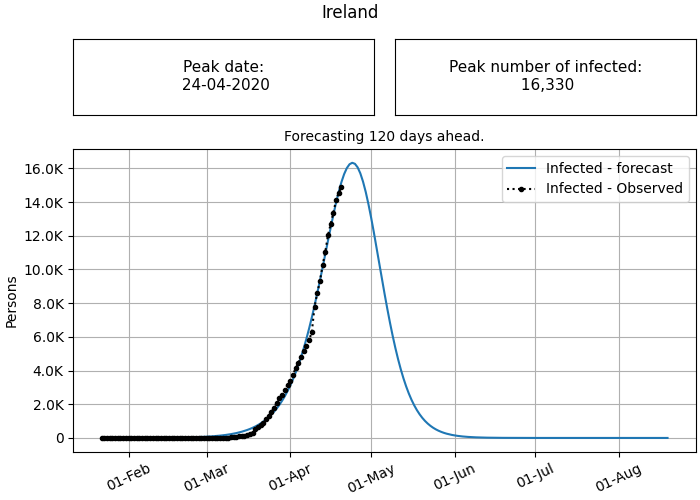 Ireland
Peak date:
24-04-2020
Peak number of infected:
16,330
Forecasting 120 days ahead.
Infected - forecast
Infected - Observed
Persons
16.0K
14.0K
12.0K
10.0K
8.0K
6.0K
4.0K
2.0K
0
01-Feb
01-Mar
01-Apr
01-May
01-Jun
01-Jul
01-Aug